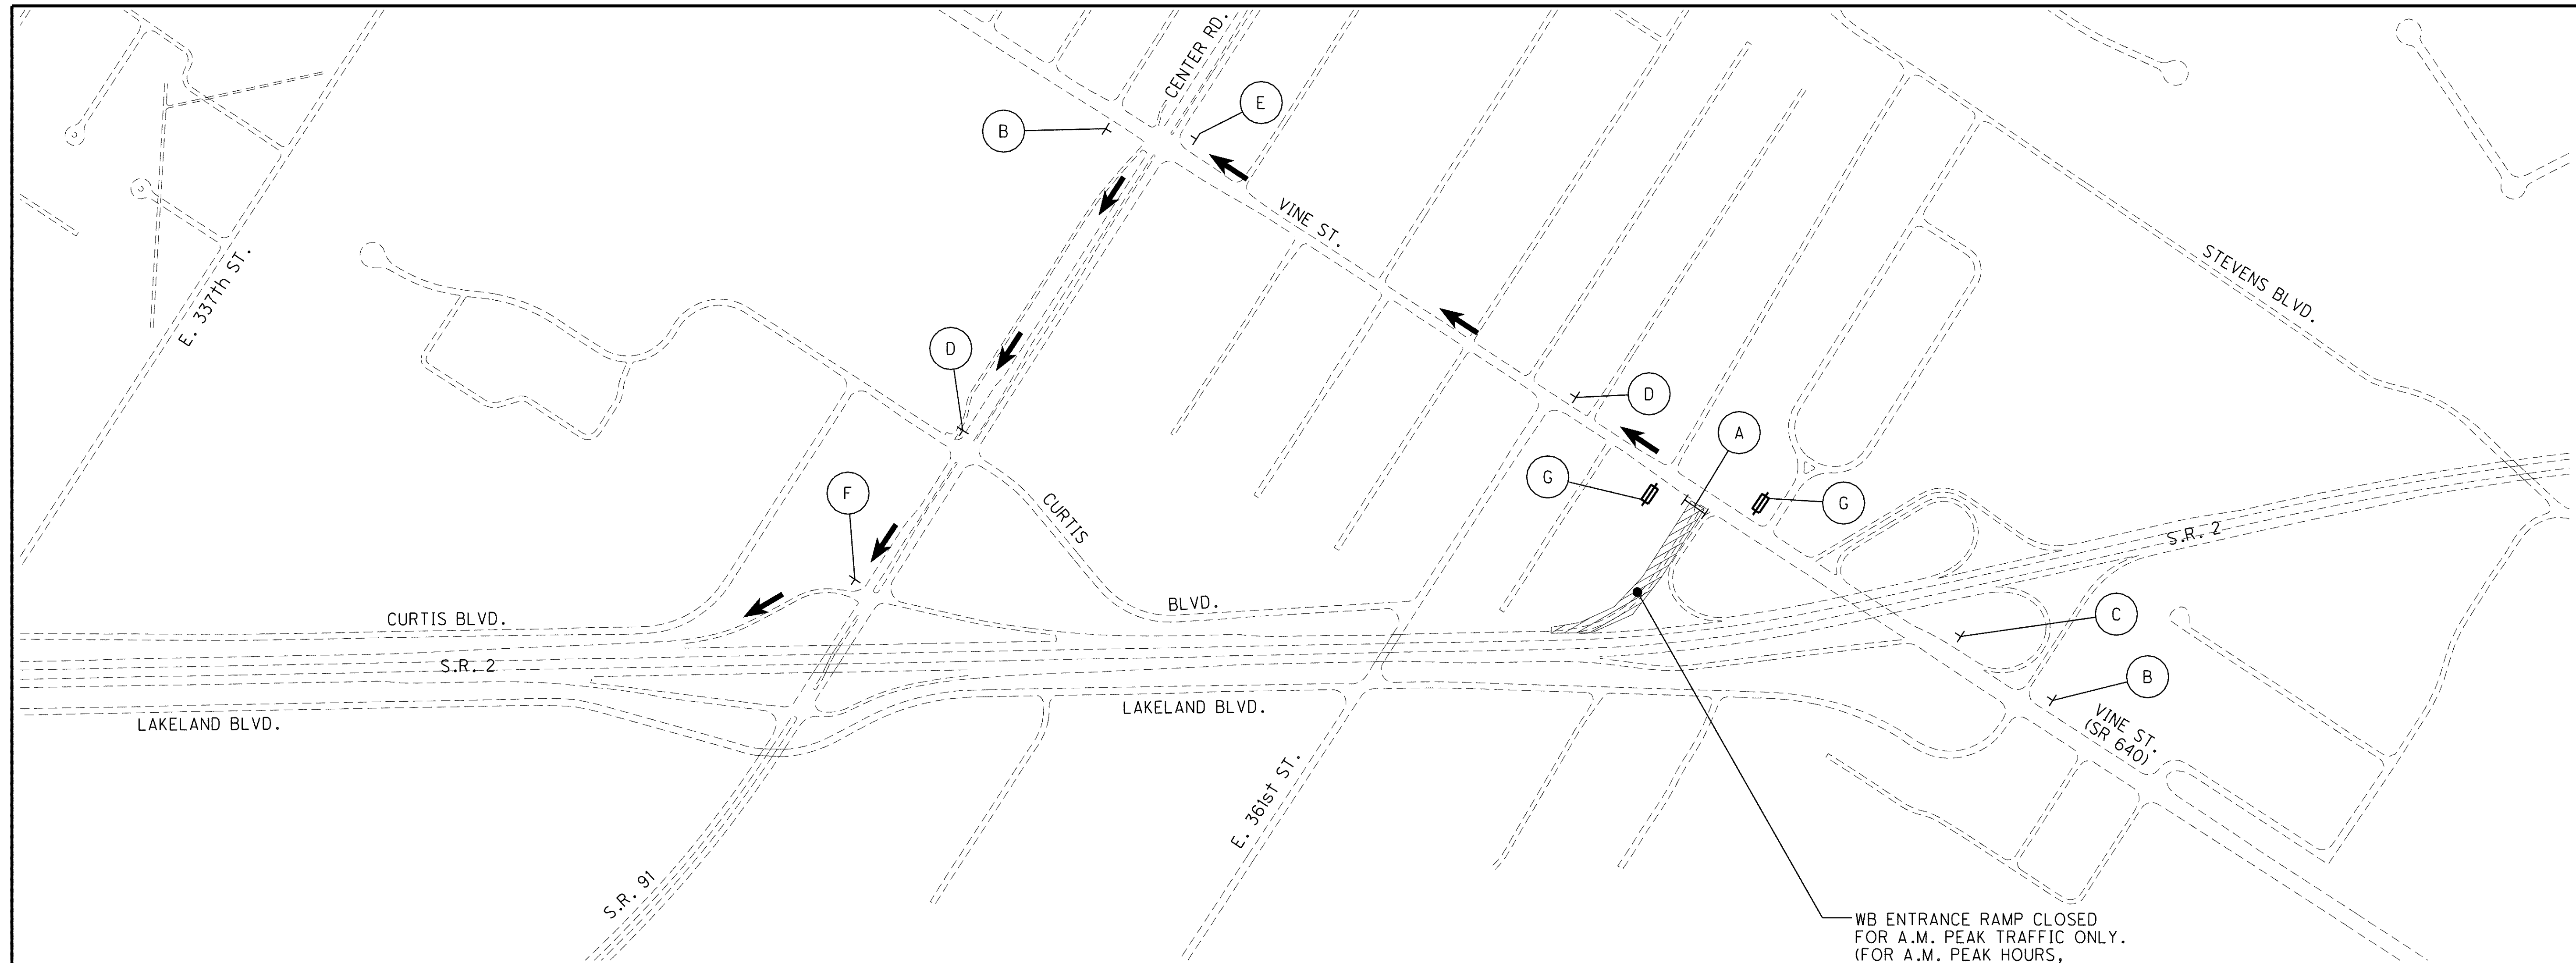 CENTER RD.
E
B
VINE ST.
STEVENS BLVD.
E. 337th ST.
D
D
A
F
G
G
CURTIS
S.R. 2
BLVD.
CURTIS BLVD.
C
S.R. 2
B
LAKELAND BLVD.
LAKELAND BLVD.
VINE ST.
(SR 640)
E. 361st ST.
S.R. 91
WB ENTRANCE RAMP CLOSED
FOR A.M. PEAK TRAFFIC ONLY.
(FOR A.M. PEAK HOURS,